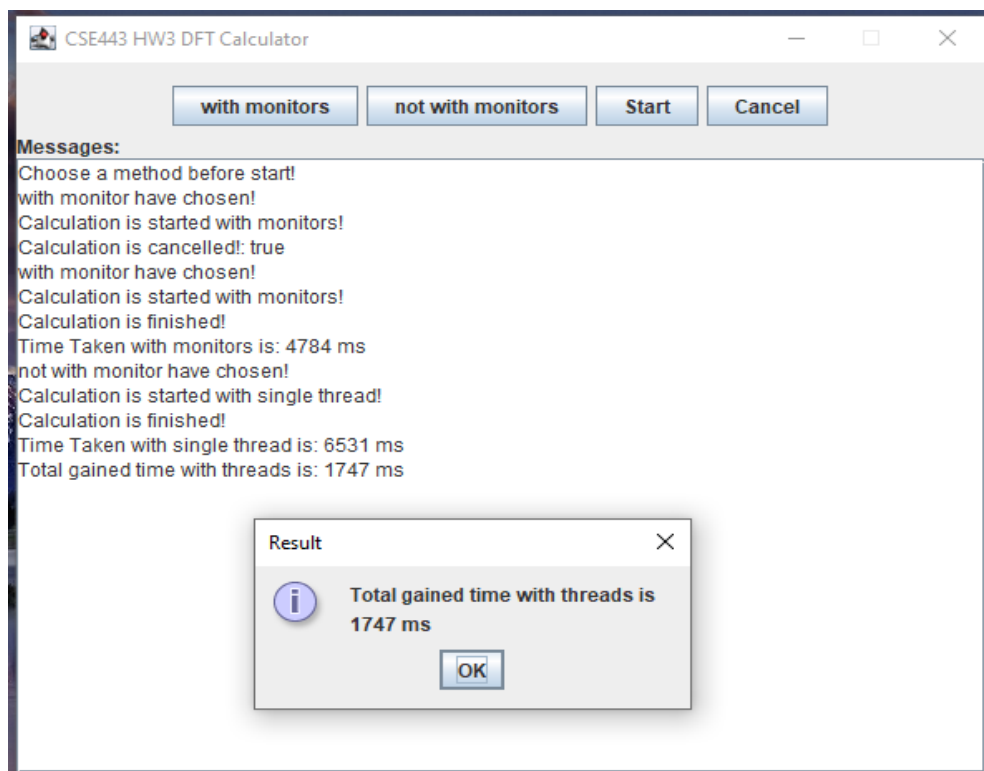 CSE443 HW3 DFT Calculator
with monitors not with monitors Start Cancel
Messages:
Choose a method before start!
with monitor have chosen!
Calculation is started with monitors!
Calculation is cancelled!: true
with monitor have chosen!
Calculation is started with monitors!
Calculation is finished!
Time Taken with monitors is: 4784 ms
not with monitor have chosen!
Calculation is started with single thread!
Calculation is finished!
Time Taken with single thread is: 6531 ms
Total gained time with threads is: 1747 ms
Result
Total gained time with threads is
1747 ms
OK